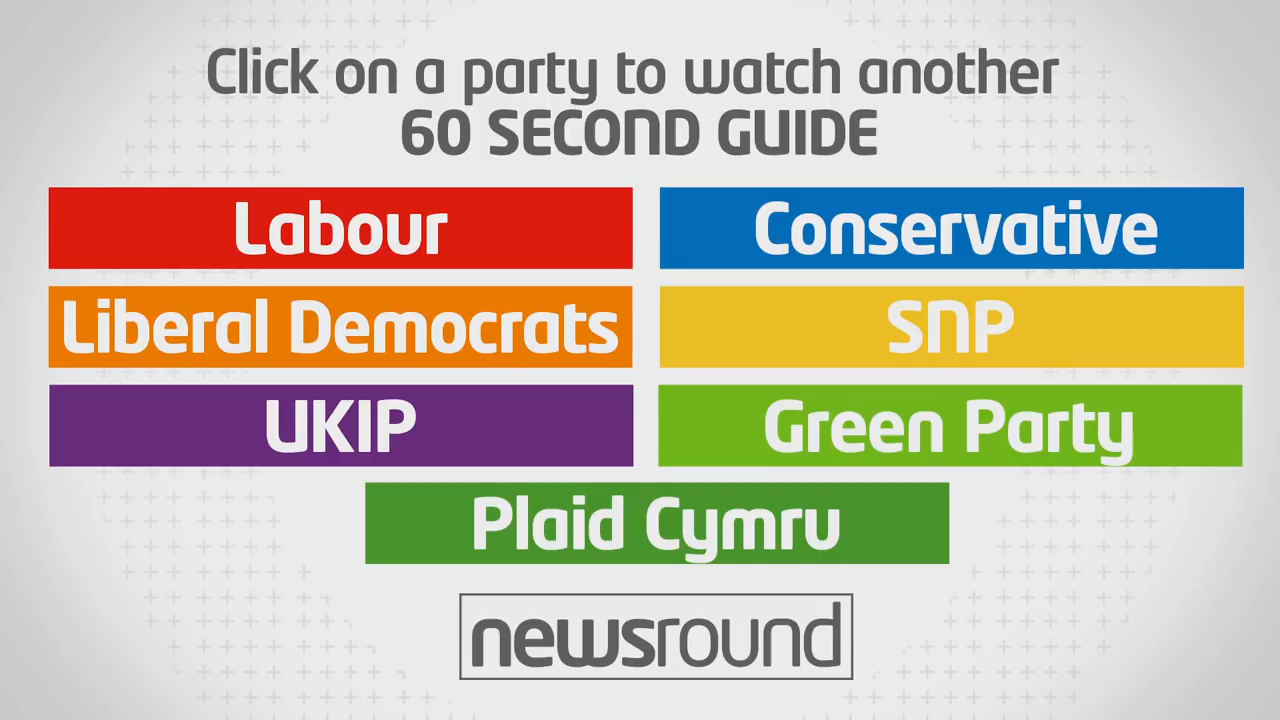 Click on a party to watch another
60 SECOND GUIDE
Labour
Conservative
Liberal Democrats
SNP
UKIP
Green Party
Plaid Cymru
newsround